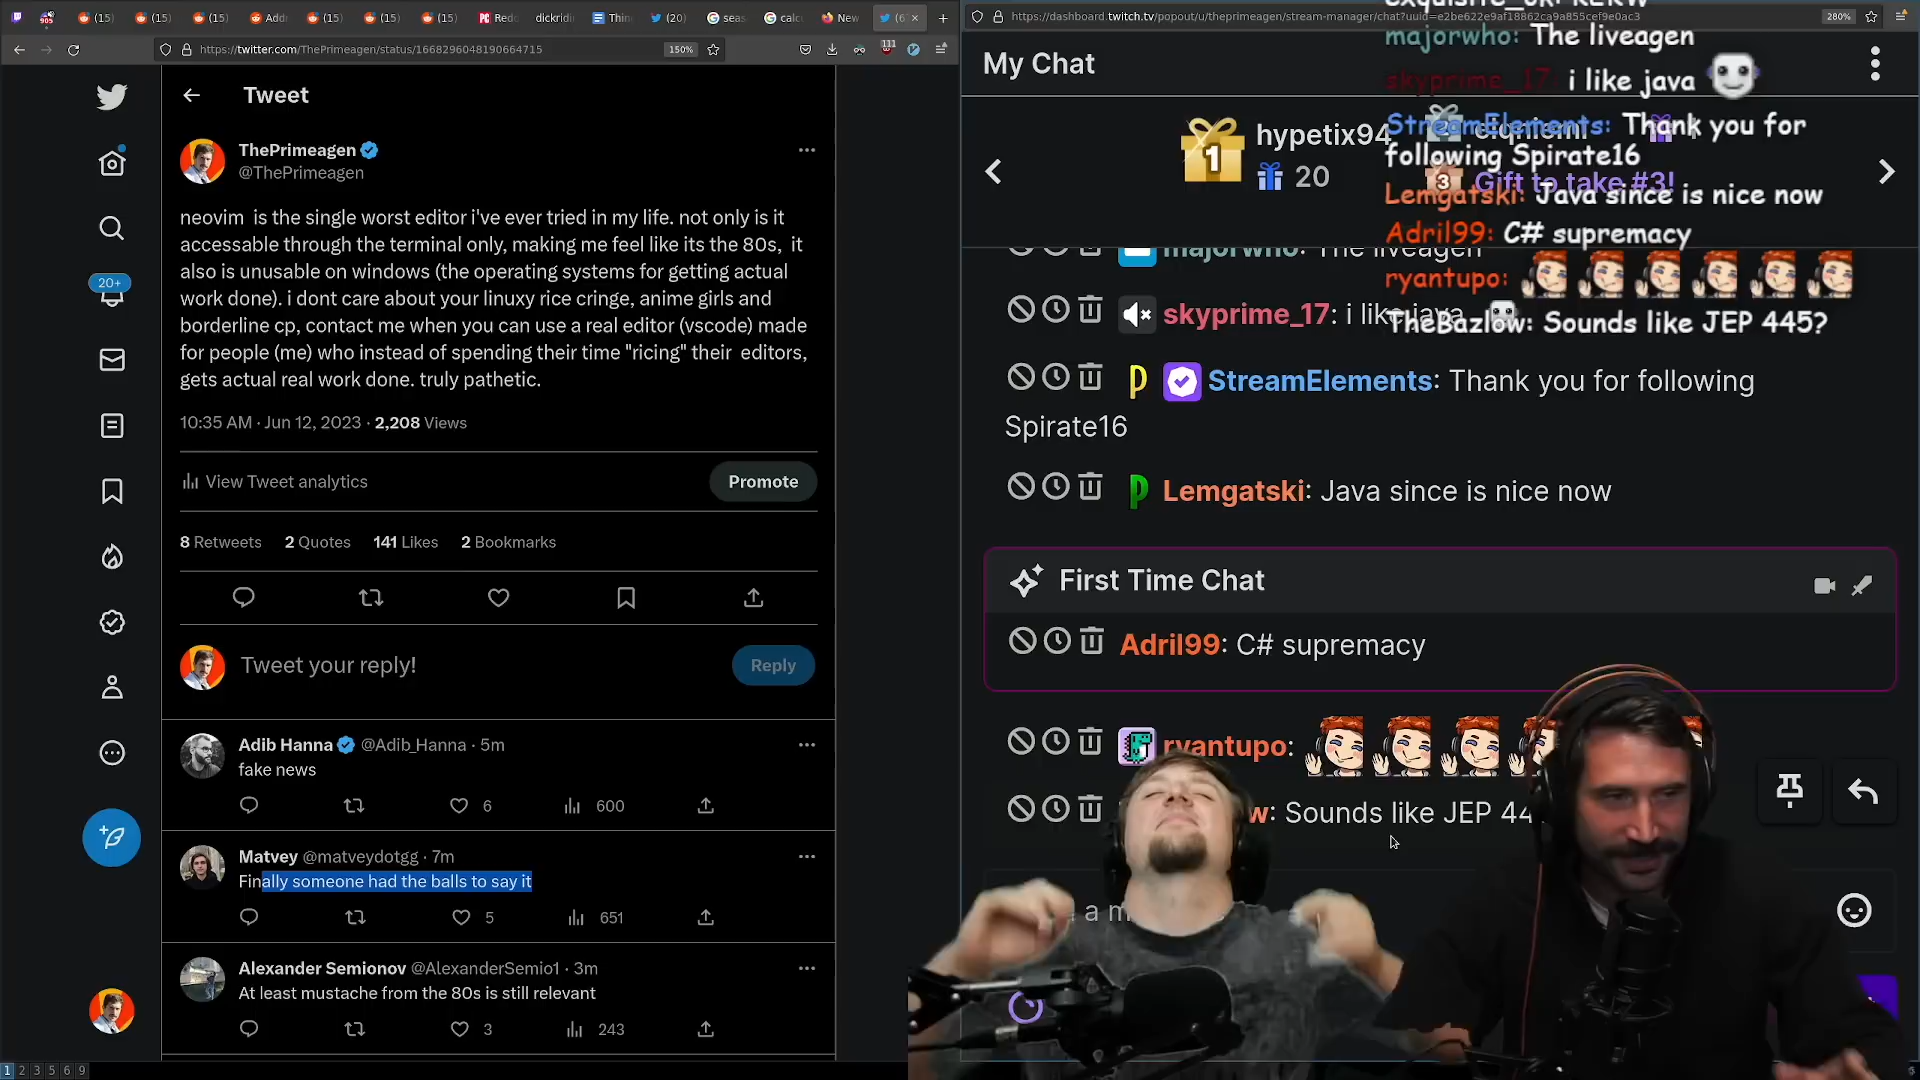 (15)
(15)
(15)
Addr
(15)
(15)
(15)
Redd
dickridi
Thin
(20)
seas
calc
New
(6
https://twitter.com/ThePrimeagen/status/1668296048190664715
150%
111
Tweet
ThePrimeagen
@ThePrimeagen
neovim is the single worst editor i've ever tried in my life. not only is it
accessable through the terminal only, making me feel like its the 80s, it
also is unusable on windows (the operating systems for getting actual
work done). i dont care about your linuxy rice cringe, anime girls and
borderline cp, contact me when you can use a real editor (vscode) made
for people (me) who instead of spending their time "ricing" their editors,
gets actual real work done. truly pathetic.
10:35 AM · Jun 12, 2023 · 2,208 Views
View Tweet analytics
Promote
8 Retweets 2 Quotes 141 Likes 2 Bookmarks
Tweet your reply!
Reply
20+
Adib Hanna @Adib_Hanna · 5m
fake news
6 600
Matvey @matveydotgg · 7m
Finally someone had the balls to say it
5 651
Alexander Semionov @AlexanderSemio1 · 3m
At least mustache from the 80s is still relevant
3 243
1 2 3 5 6 9
https://dashboard.twitch.tv/popout/u/theprimeagen/stream-manager/chat?uuid=e2be622e9af18862ca9a855cef9e0ac3
280%
My Chat
1 hypetix94
20
3 Gift to take #3!
majorwho: The liveagen
skyprime_17: i like java
StreamElements: Thank you for following
Spirate16
Lemgatski: Java since is nice now
First Time Chat
Adril99: C# supremacy
ryantupo:
w: Sounds like JEP 44
a m
majorwho: The liveagen
skyprime_17: i like java
StreamElements: Thank you for
following Spirate16
Lemgatski: Java since is nice now
Adril99: C# supremacy
ryantupo:
TheBazlow: Sounds like JEP 445?